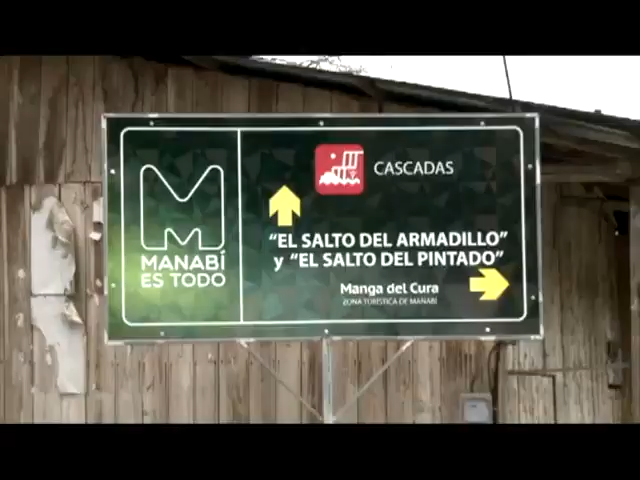 MANABÍ
ES TODO
CASCADAS
"EL SALTO DEL ARMADILLO"
y "EL SALTO DEL PINTADO"
Manga del Cura
ZONA TURÍSTICA DE MANABÍ